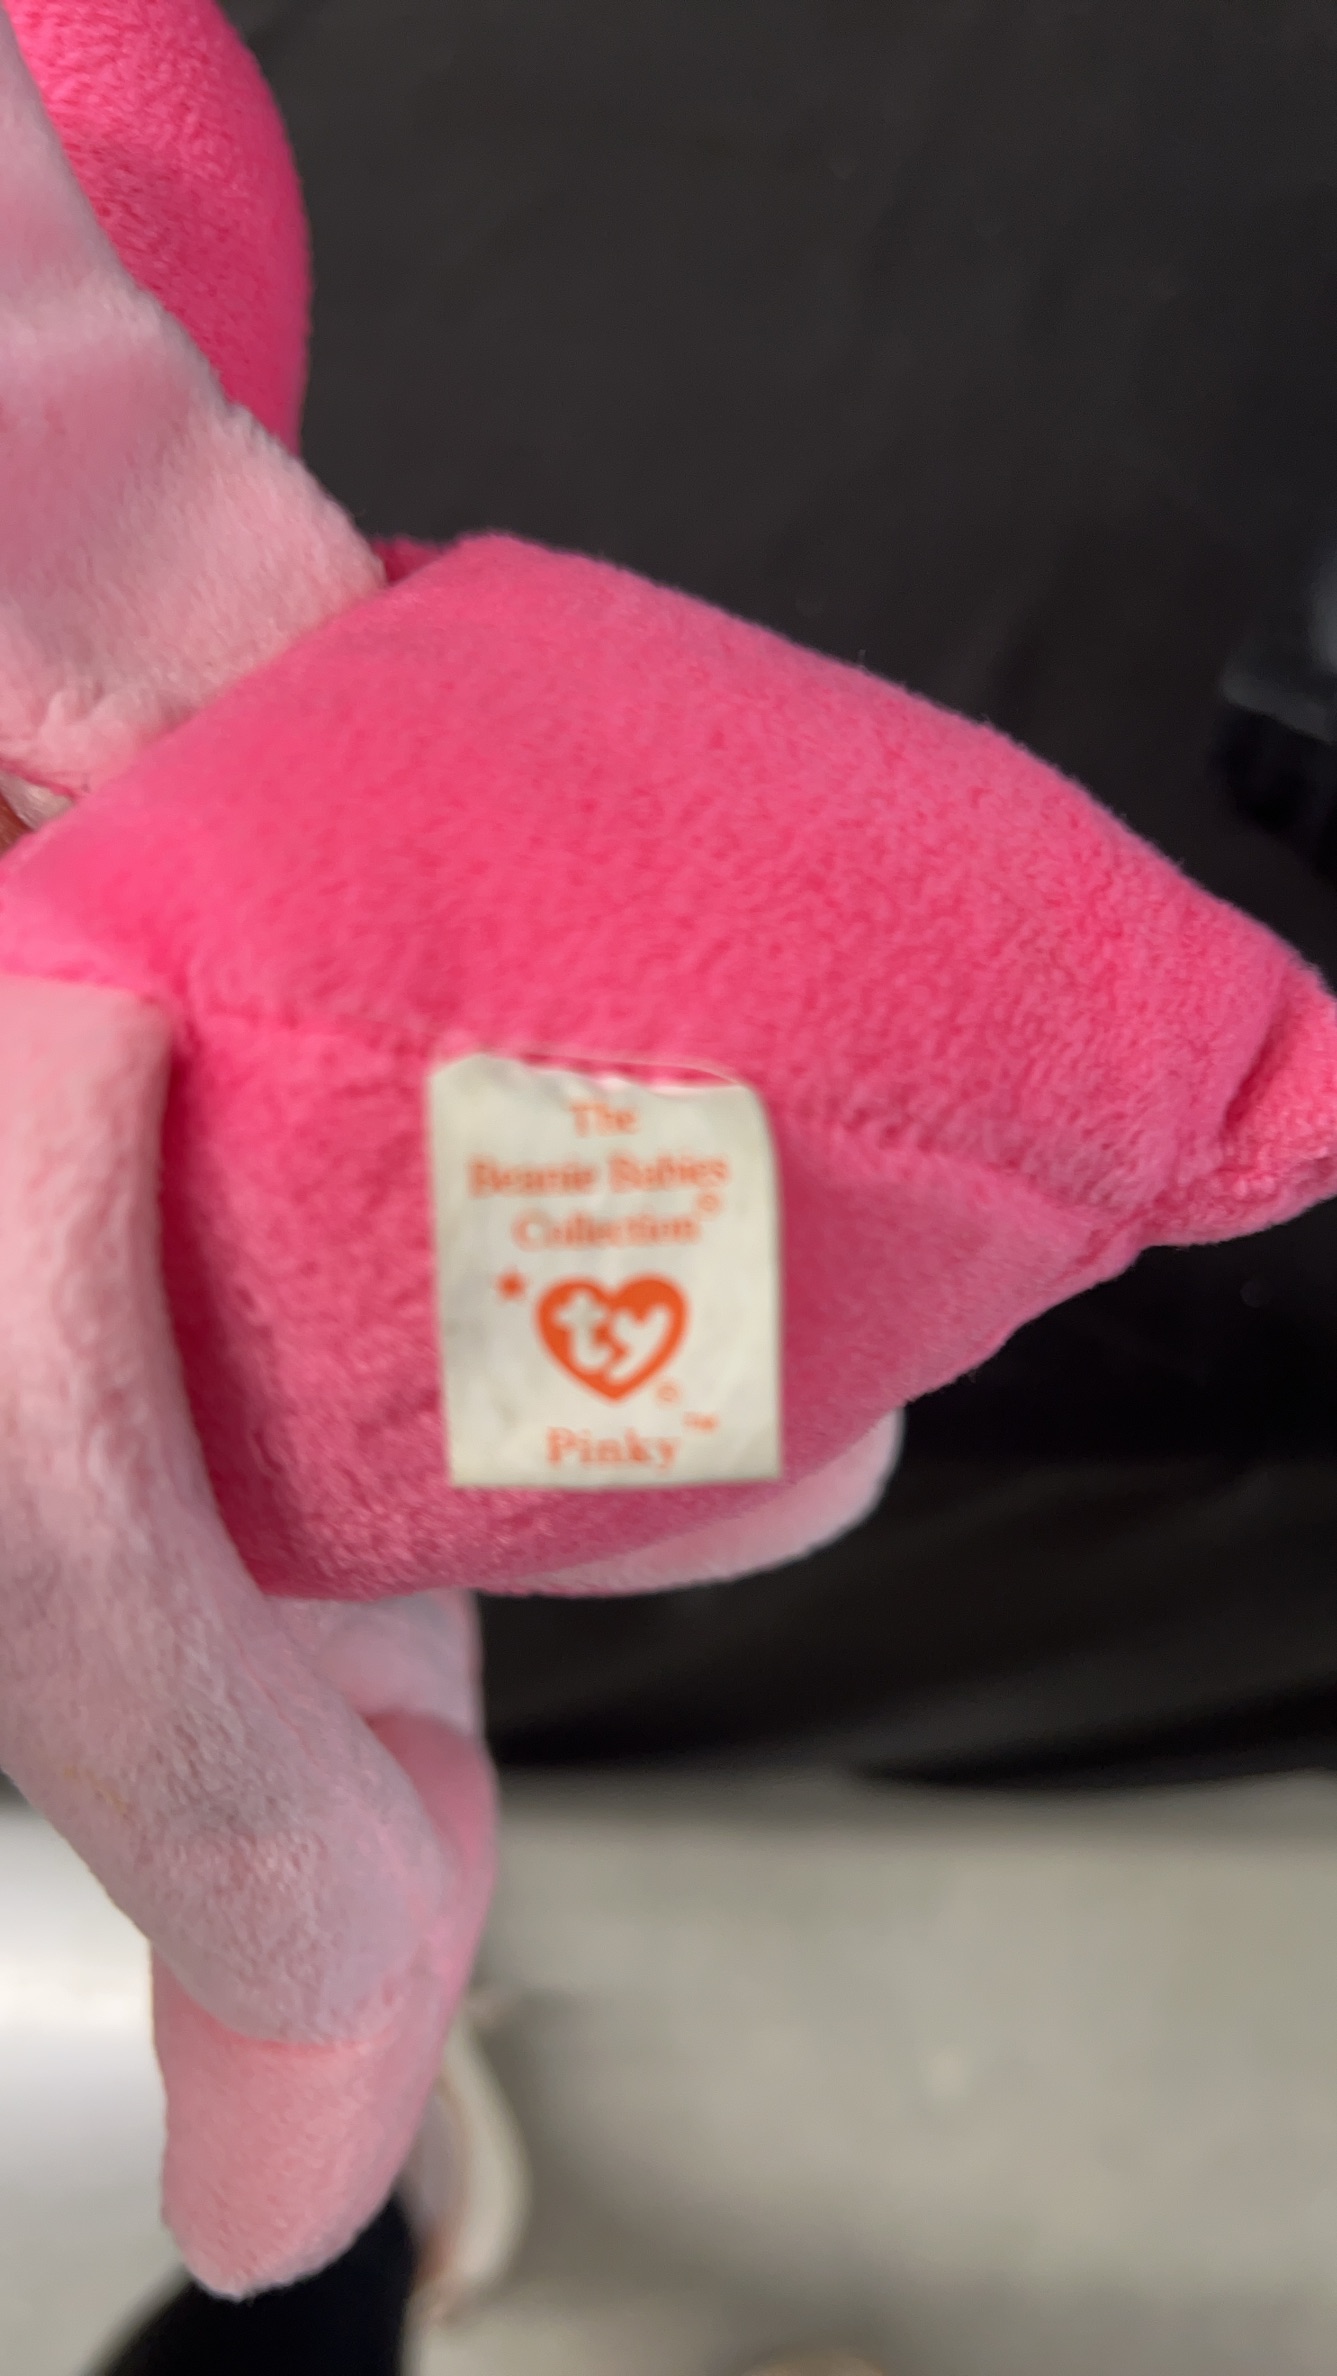 The
Beanie Babies
Collection®
ty®
Pinky™